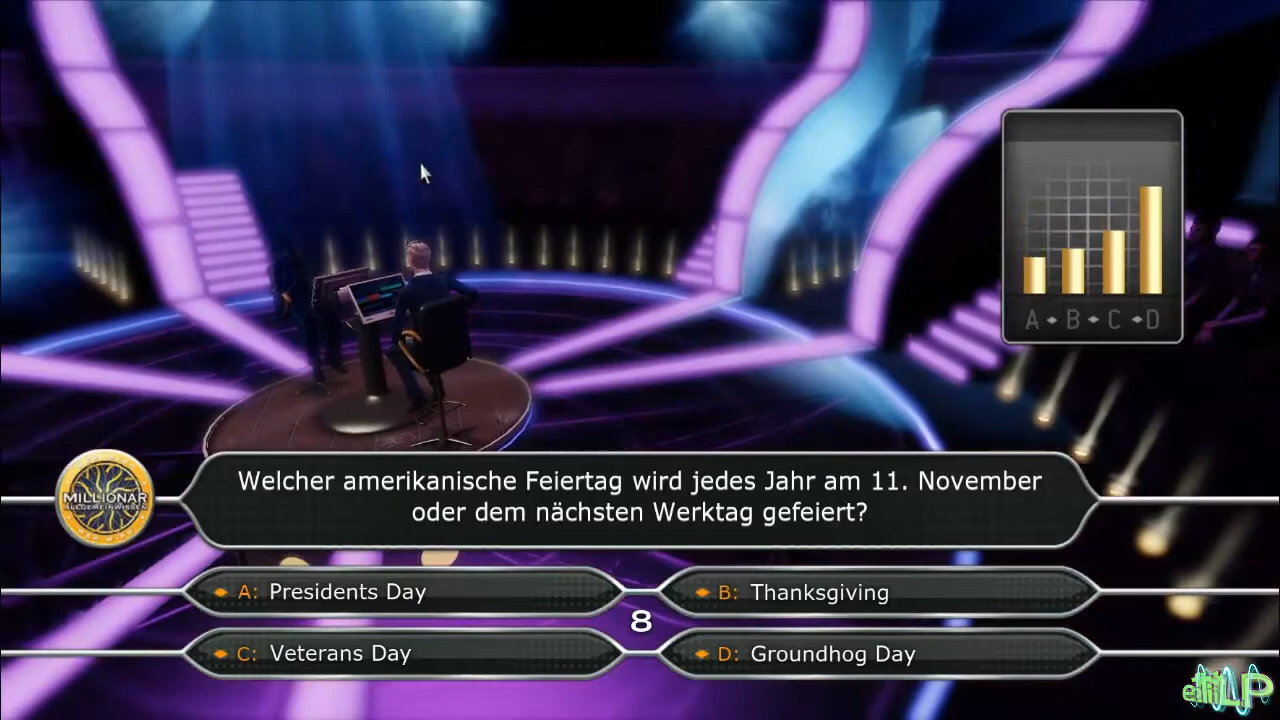 A B C D
MILLIONÄR
ALLGEMEINWISSEN
Welcher amerikanische Feiertag wird jedes Jahr am 11. November
oder dem nächsten Werktag gefeiert?
A: Presidents Day
B: Thanksgiving
8
C: Veterans Day
D: Groundhog Day